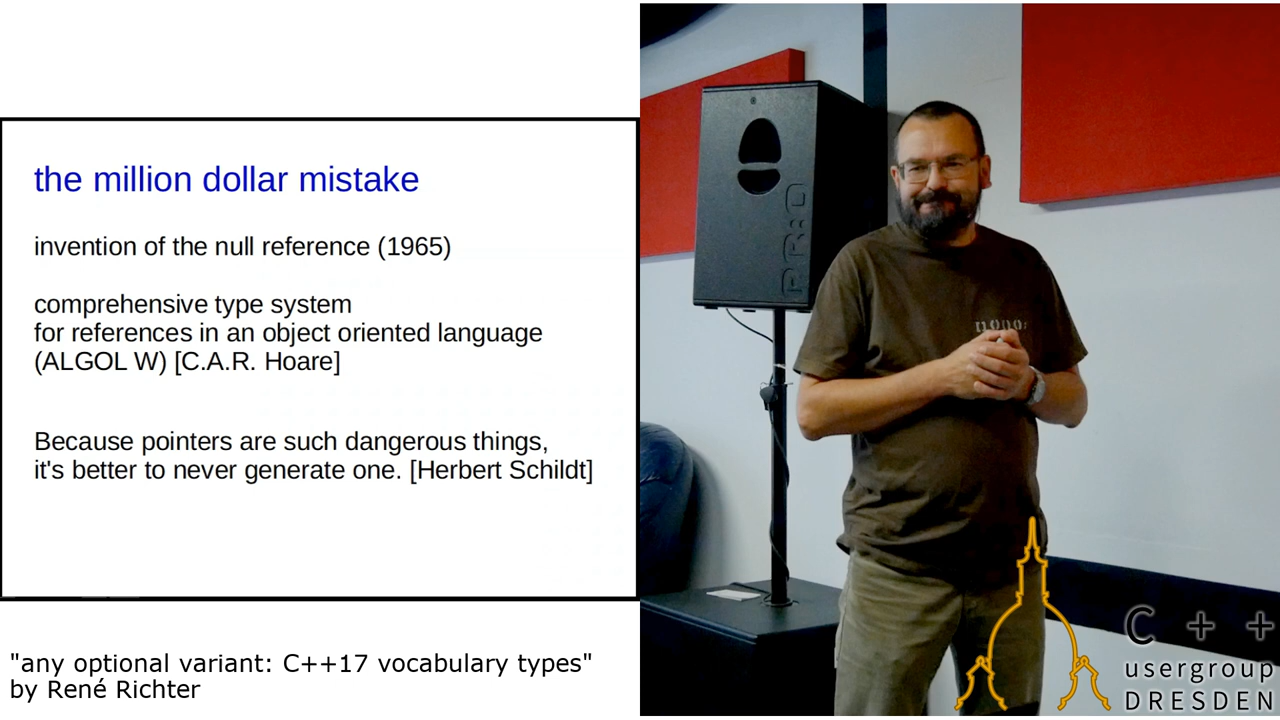 the million dollar mistake
invention of the null reference (1965)
comprehensive type system
for references in an object oriented language
(ALGOL W) [C.A.R. Hoare]
Because pointers are such dangerous things,
it's better to never generate one. [Herbert Schildt]
"any optional variant: C++17 vocabulary types"
by René Richter
PRIO
C + +
usergroup
DRESDEN